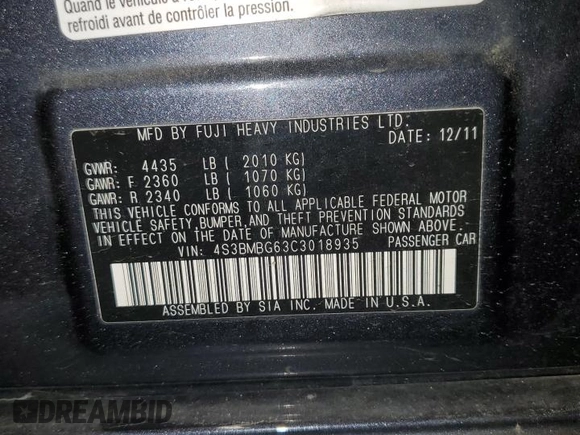 Quand le véhicule a
refroidi avant de contrôler la pression.
MFD BY FUJI HEAVY INDUSTRIES LTD.
DATE: 12/11
GVWR: 4435 LB ( 2010 KG)
GAWR: F 2360 LB ( 1070 KG)
GAWR: R 2340 LB ( 1060 KG)
THIS VEHICLE CONFORMS TO ALL APPLICABLE FEDERAL MOTOR
VEHICLE SAFETY,BUMPER,AND THEFT PREVENTION STANDARDS
IN EFFECT ON THE DATE OF MANUFACTURE SHOWN ABOVE.
VIN: 4S3BMBG63C3018935 PASSENGER CAR
ASSEMBLED BY SIA INC. MADE IN U.S.A.
DREAMBID